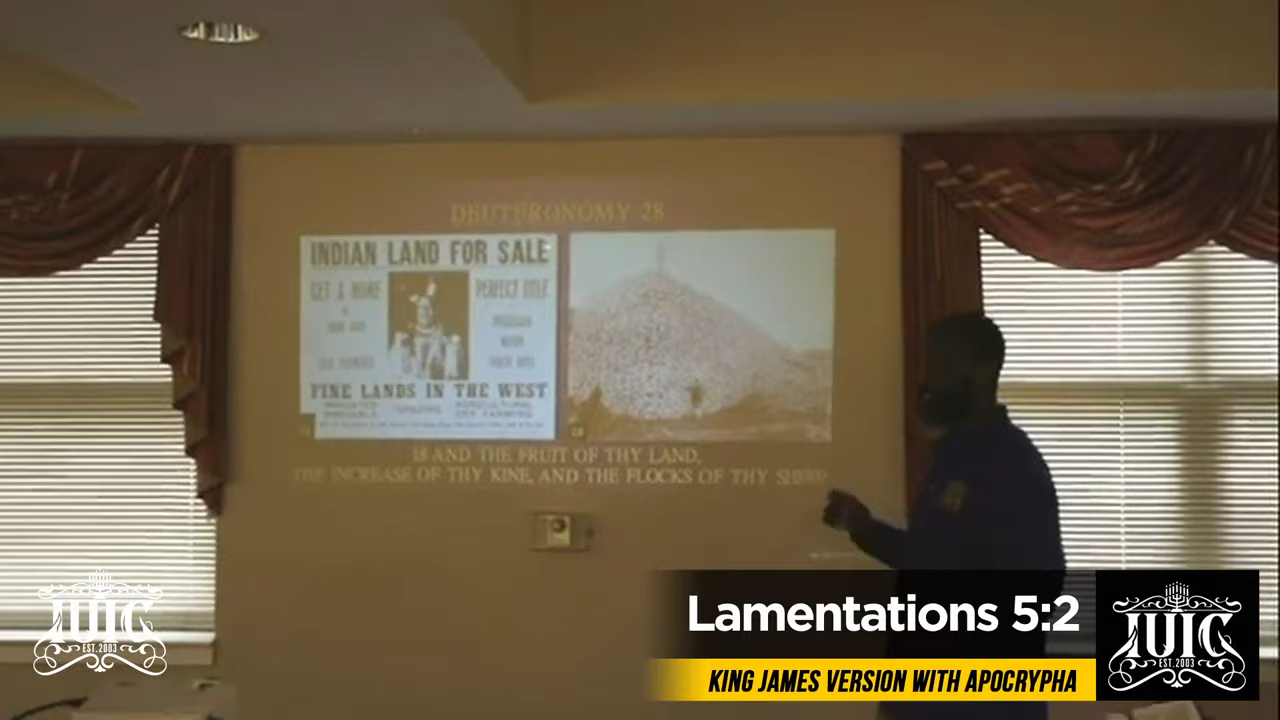 DEUTERONOMY 28
INDIAN LAND FOR SALE
GET A HOME
PERFECT TITLE
FINE LANDS IN THE WEST
18 AND THE FRUIT OF THY LAND,
THE INCREASE OF THY KINE, AND THE FLOCKS OF THY SHEEP
Lamentations 5:2
KING JAMES VERSION WITH APOCRYPHA
IUIC
EST. 2003
IUIC
EST. 2003